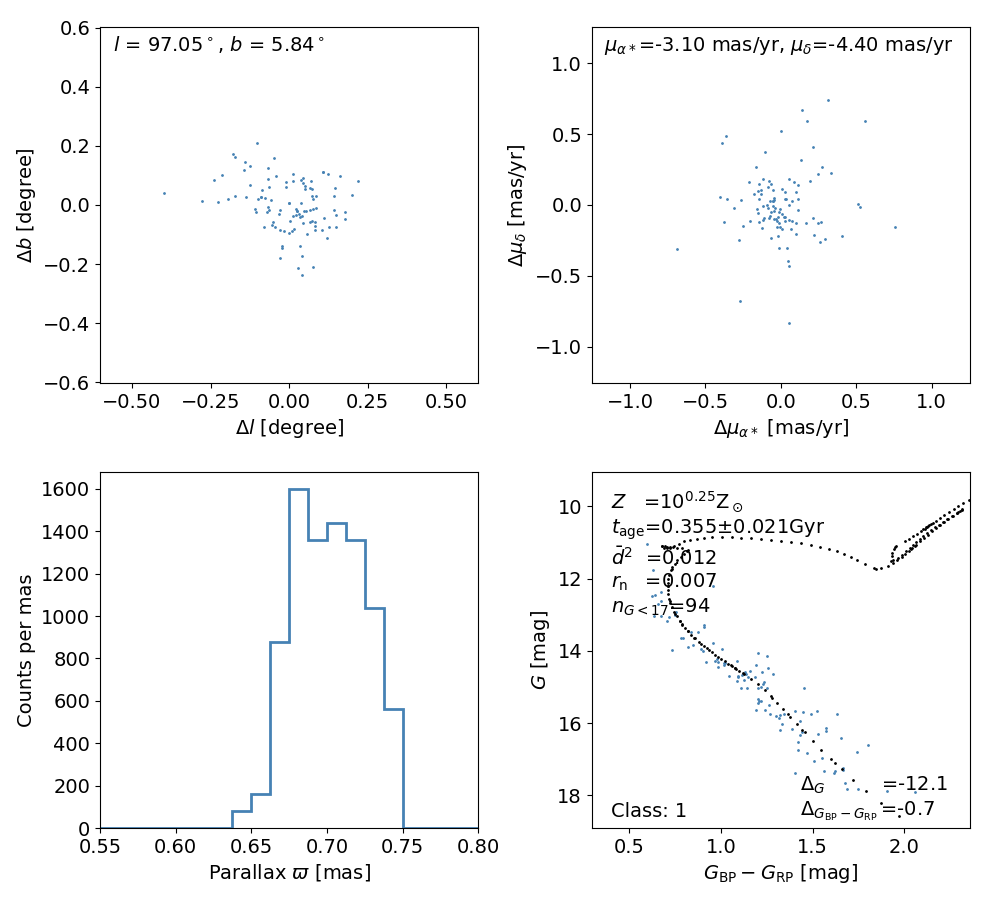 l = 97.05°, b = 5.84°
0.6
0.4
0.2
0.0
−0.2
−0.4
−0.6
−0.50 −0.25 0.00 0.25 0.50
Δb [degree]
Δl [degree]
μα∗=-3.10 mas/yr, μδ=-4.40 mas/yr
1.0
0.5
0.0
−0.5
−1.0
−1.0 −0.5 0.0 0.5 1.0
Δμδ [mas/yr]
Δμα∗ [mas/yr]
1600
1400
1200
1000
800
600
400
200
0
0.55 0.60 0.65 0.70 0.75 0.80
Counts per mas
Parallax ϖ [mas]
Z =10^0.25Z⊙
t_age=0.355±0.021Gyr
d̄² =0.012
r_n =0.007
n_G<17=94
10
12
14
16
18
Δ_G =-12.1
Δ_GBP−GRP=-0.7
Class: 1
0.5 1.0 1.5 2.0
G [mag]
G_BP − G_RP [mag]